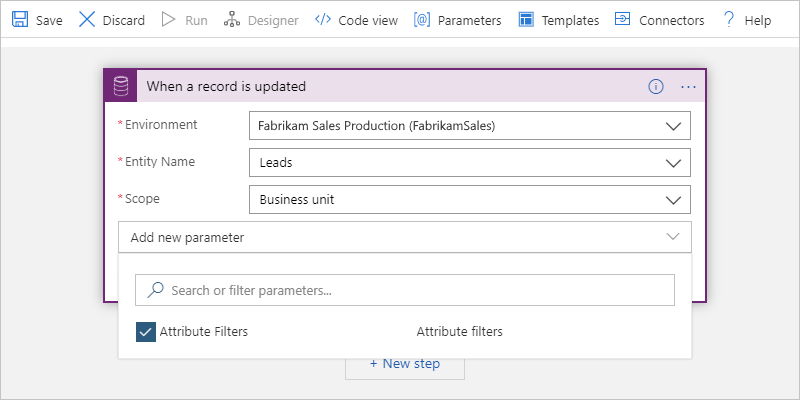 Save Discard Run Designer Code view Parameters Templates Connectors ? Help
When a record is updated
* Environment Fabrikam Sales Production (FabrikamSales)
* Entity Name Leads
* Scope Business unit
Add new parameter
Search or filter parameters...
Attribute Filters Attribute filters
+ New step